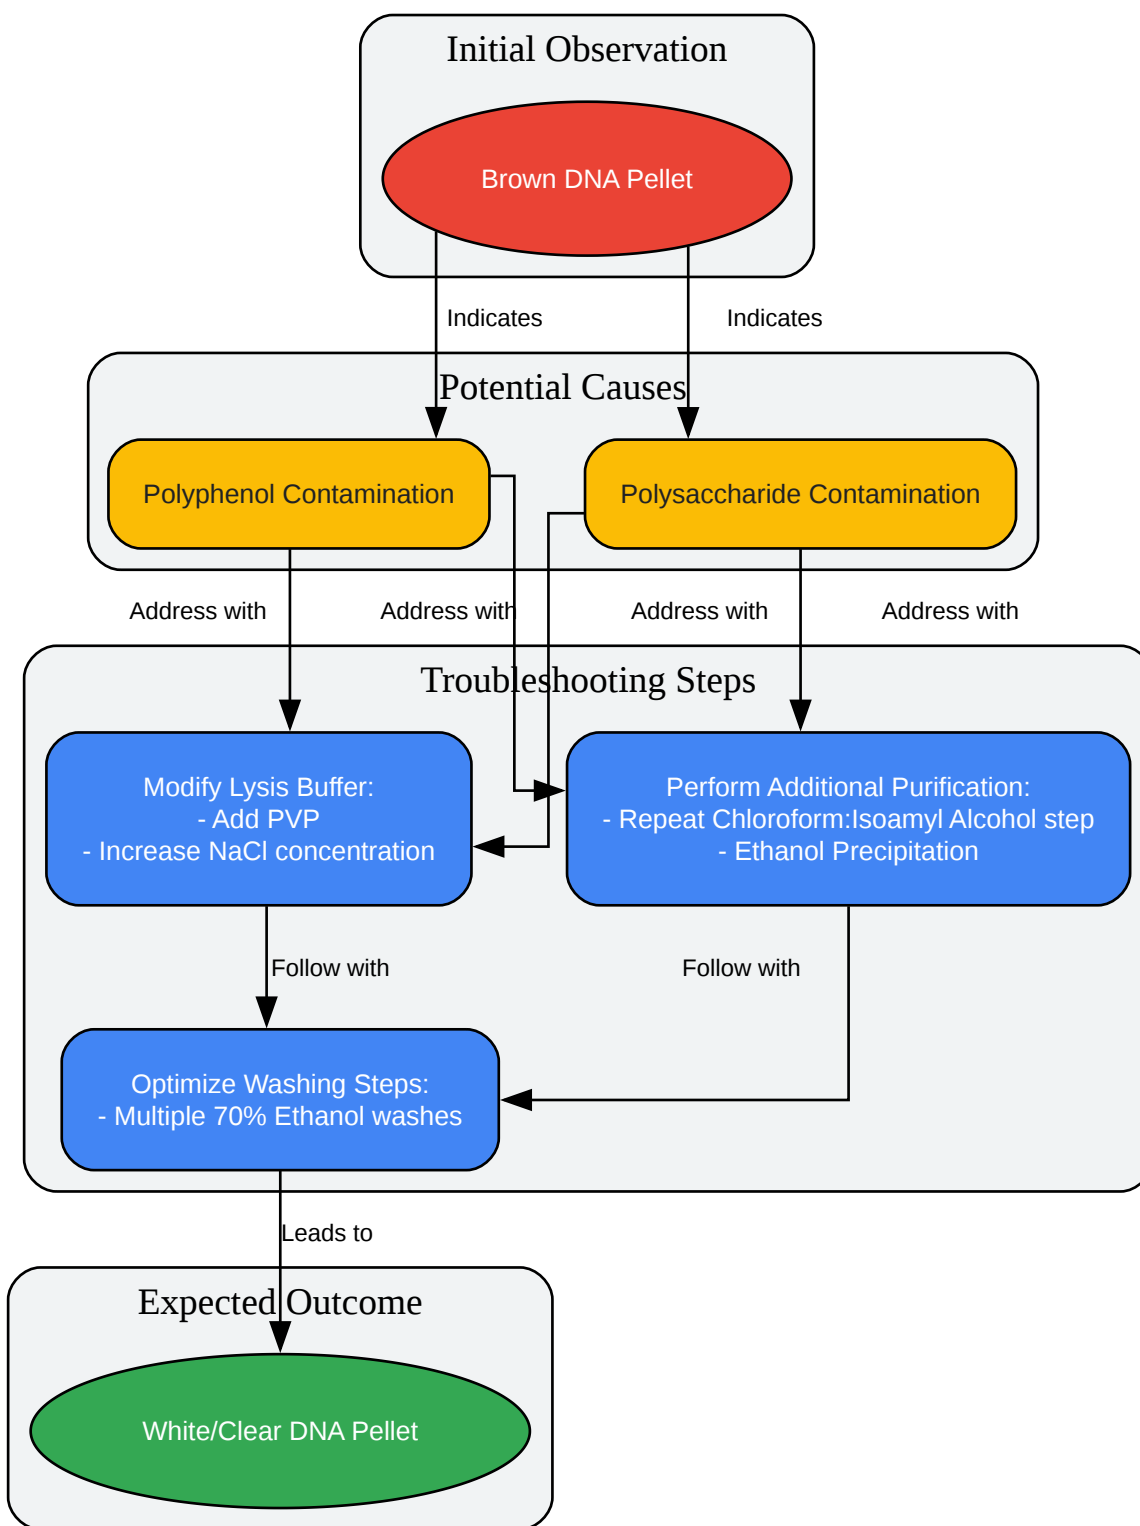 Initial Observation
Brown DNA Pellet
Indicates
Indicates
Potential Causes
Polyphenol Contamination
Polysaccharide Contamination
Address with
Address with
Address with
Address with
Troubleshooting Steps
Modify Lysis Buffer:
- Add PVP
- Increase NaCl concentration
Perform Additional Purification:
- Repeat Chloroform:Isoamyl Alcohol step
- Ethanol Precipitation
Follow with
Follow with
Optimize Washing Steps:
- Multiple 70% Ethanol washes
Leads to
Expected Outcome
White/Clear DNA Pellet